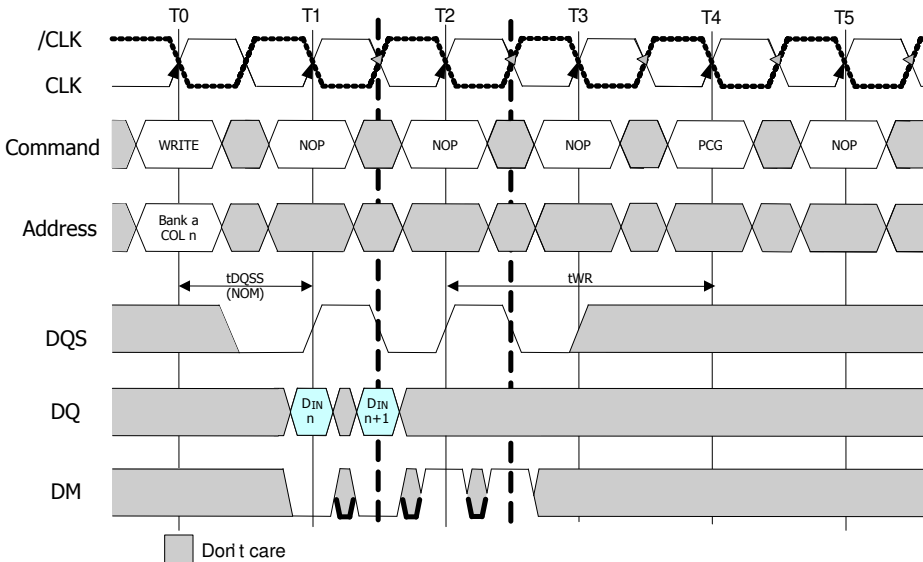 T0 T1 T2 T3 T4 T5
/CLK
CLK
Command WRITE NOP NOP NOP PCG NOP
Address Bank a
COL n
tDQSS
(NOM)
tWR
DQS
DQ DIN
n
DIN
n+1
DM
Don't care